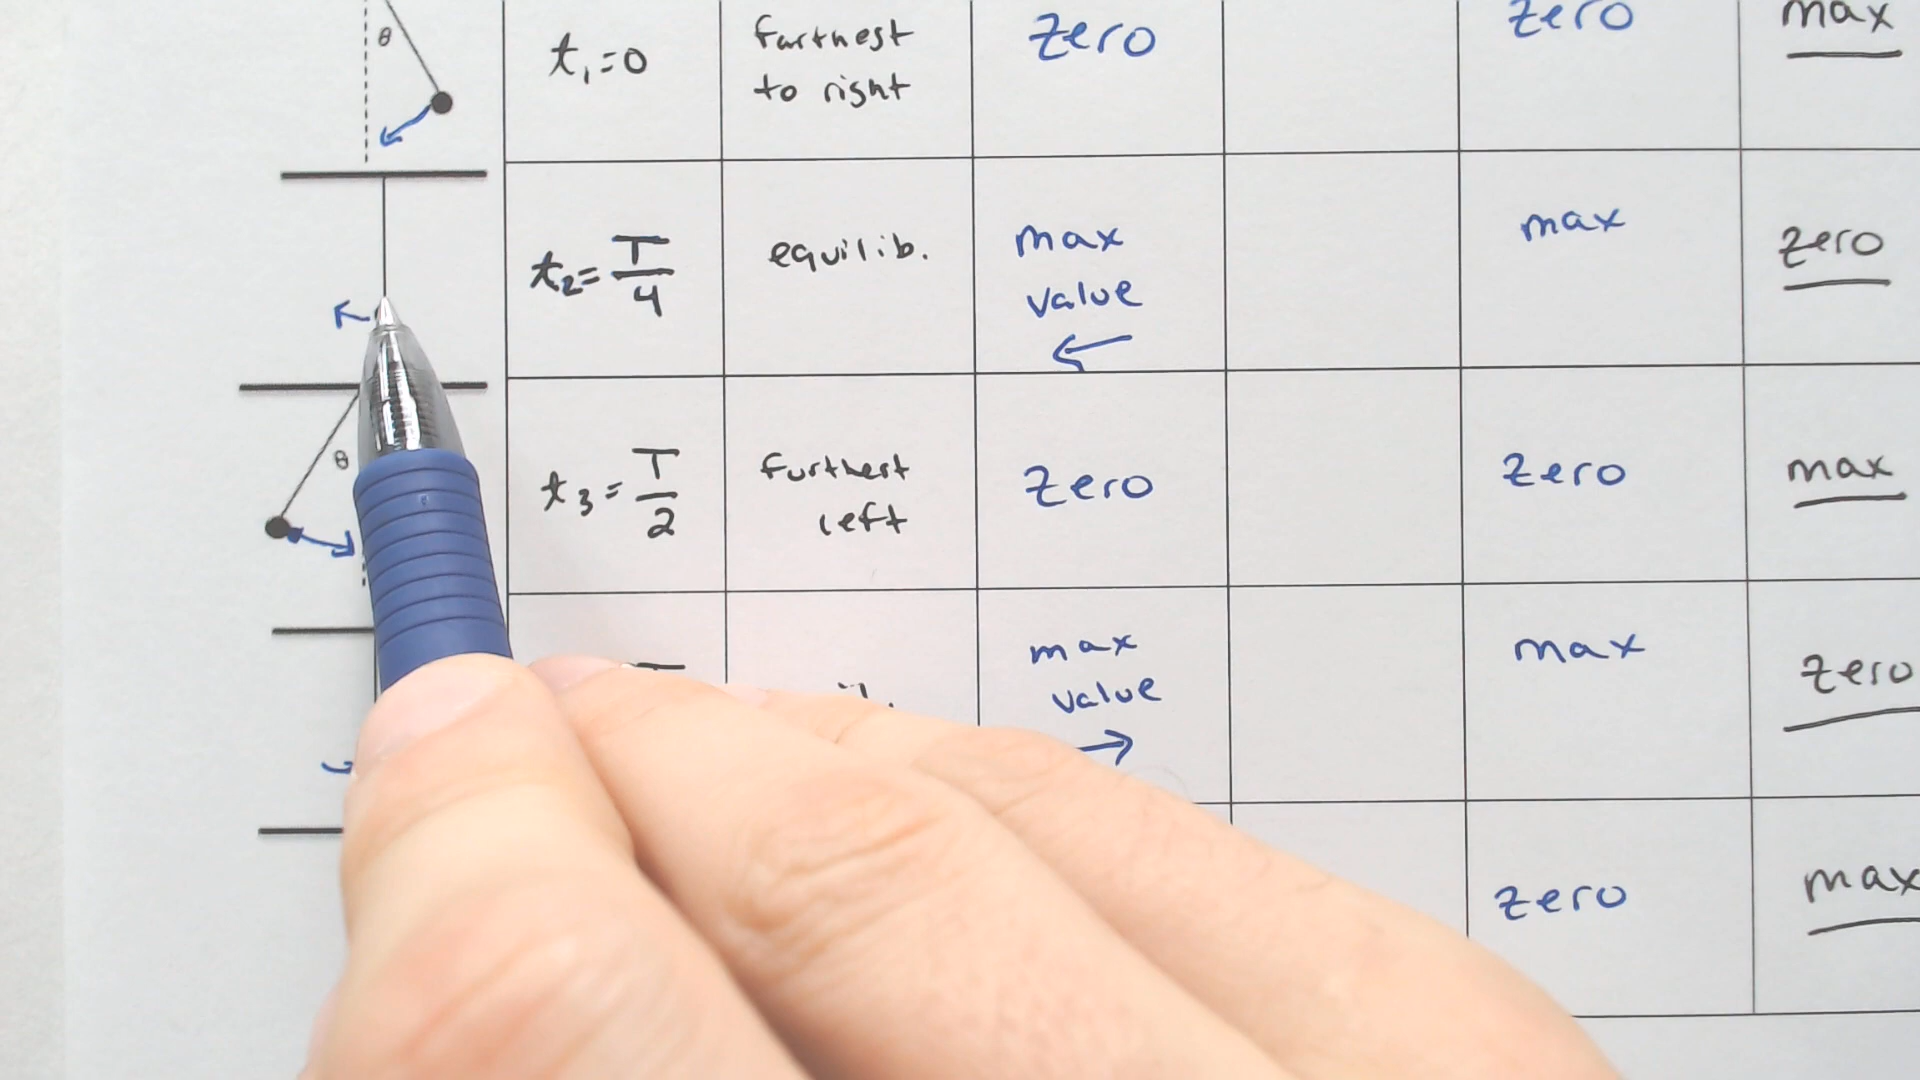 θ
t₁=0
farthest
to right
zero
zero
max
t₂=T/4
equilib.
max
value
←
max
zero
θ
t₃=T/2
furthest
left
zero
zero
max
max
value
→
max
zero
zero
max